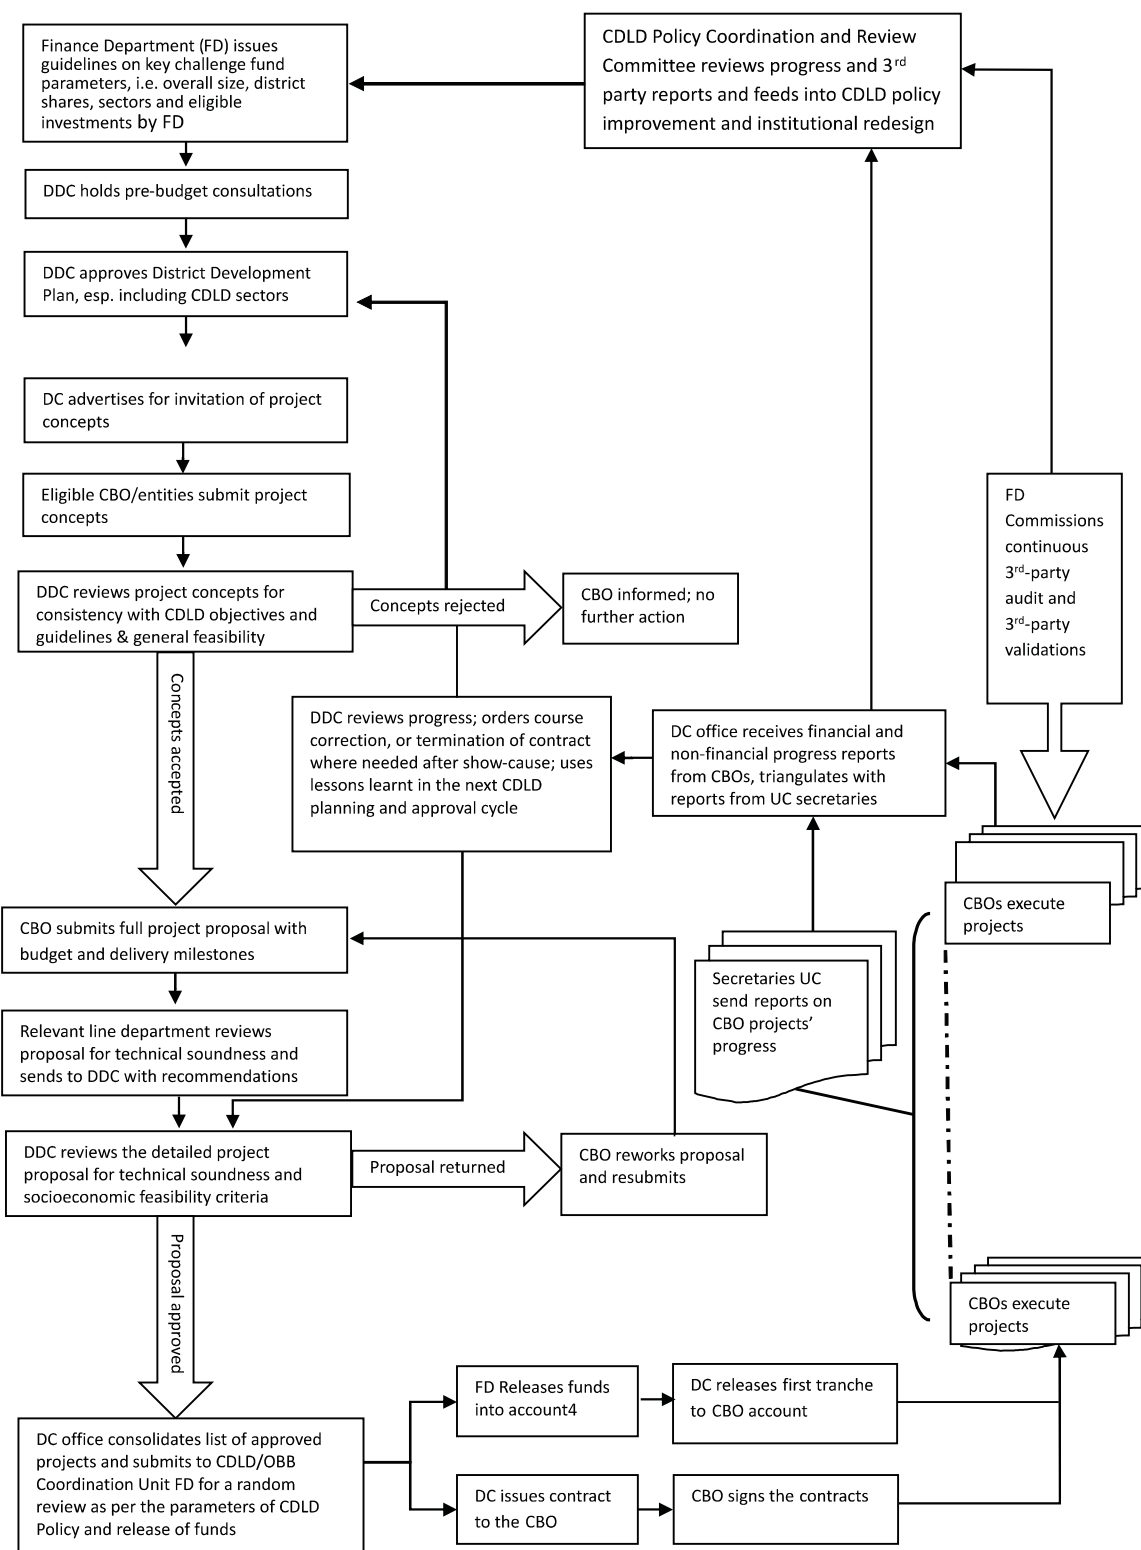 Finance Department (FD) issues
guidelines on key challenge fund
parameters, i.e. overall size, district
shares, sectors and eligible
investments by FD
CDLD Policy Coordination and Review
Committee reviews progress and 3rd
party reports and feeds into CDLD policy
improvement and institutional redesign
DDC holds pre-budget consultations
DDC approves District Development
Plan, esp. including CDLD sectors
DC advertises for invitation of project
concepts
Eligible CBO/entities submit project
concepts
FD
Commissions
continuous
3rd-party
audit and
3rd-party
validations
DDC reviews project concepts for
consistency with CDLD objectives and
guidelines & general feasibility
Concepts rejected
CBO informed; no
further action
Concepts accepted
DDC reviews progress; orders course
correction, or termination of contract
where needed after show-cause; uses
lessons learnt in the next CDLD
planning and approval cycle
DC office receives financial and
non-financial progress reports
from CBOs, triangulates with
reports from UC secretaries
CBOs execute
projects
CBO submits full project proposal with
budget and delivery milestones
Secretaries UC
send reports on
CBO projects’
progress
Relevant line department reviews
proposal for technical soundness and
sends to DDC with recommendations
DDC reviews the detailed project
proposal for technical soundness and
socioeconomic feasibility criteria
Proposal returned
CBO reworks proposal
and resubmits
Proposal approved
CBOs execute
projects
FD Releases funds
into account4
DC releases first tranche
to CBO account
DC office consolidates list of approved
projects and submits to CDLD/OBB
Coordination Unit FD for a random
review as per the parameters of CDLD
Policy and release of funds
DC issues contract
to the CBO
CBO signs the contracts